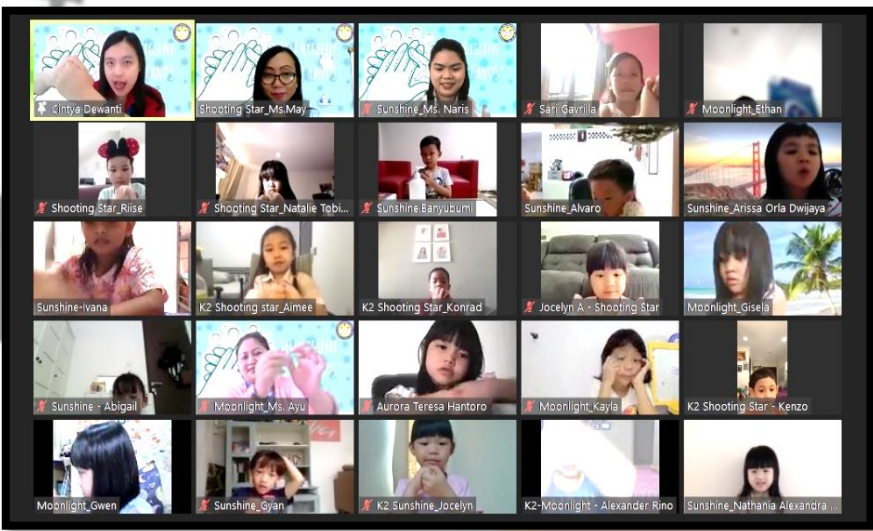 Cintya Dewanti
Shooting Star_Ms.May
Sunshine_Ms. Naris
Sari Gavrilla
Moonlight_Ethan
Shooting Star_Riise
Shooting Star_Natalie Tobi...
Sunshine.Banyubumi
Sunshine_Alvaro
Sunshine_Arissa Orla Dwijaya
Sunshine-Ivana
K2 Shooting star_Aimee
K2 Shooting Star_Konrad
Jocelyn A - Shooting Star
Moonlight_Gisela
Sunshine - Abigail
Moonlight_Ms. Ayu
Aurora Teresa Hantoro
Moonlight_Kayla
K2 Shooting Star - Kenzo
Moonlight_Gwen
Sunshine_Gyan
K2 Sunshine_Jocelyn
K2-Moonlight - Alexander Rino
Sunshine_Nathania Alexandra ...